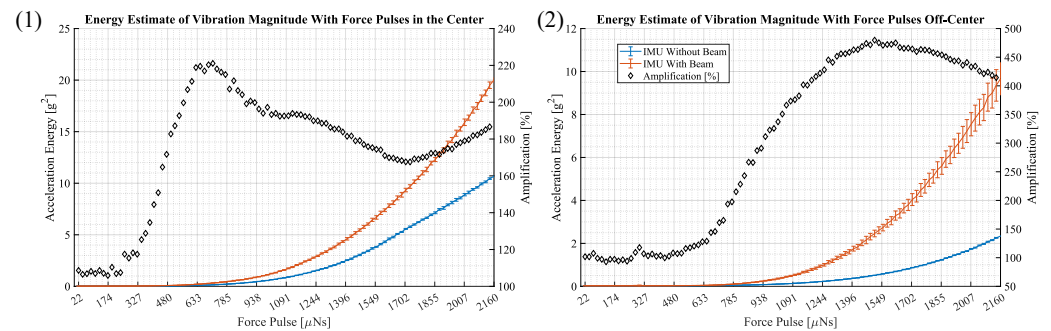 (1)
Energy Estimate of Vibration Magnitude With Force Pulses in the Center
Acceleration Energy [g²]
25
20
15
10
5
0
240
220
200
180
160
140
120
100
Amplification [%]
22 174 327 480 633 785 938 1091 1244 1396 1549 1702 1855 2007 2160
Force Pulse [μNs]
(2)
Energy Estimate of Vibration Magnitude With Force Pulses Off-Center
Acceleration Energy [g²]
12
10
8
6
4
2
0
IMU Without Beam
IMU With Beam
Amplification [%]
500
450
400
350
300
250
200
150
100
50
Amplification [%]
22 174 327 480 633 785 938 1091 1244 1396 1549 1702 1855 2007 2160
Force Pulse [μNs]